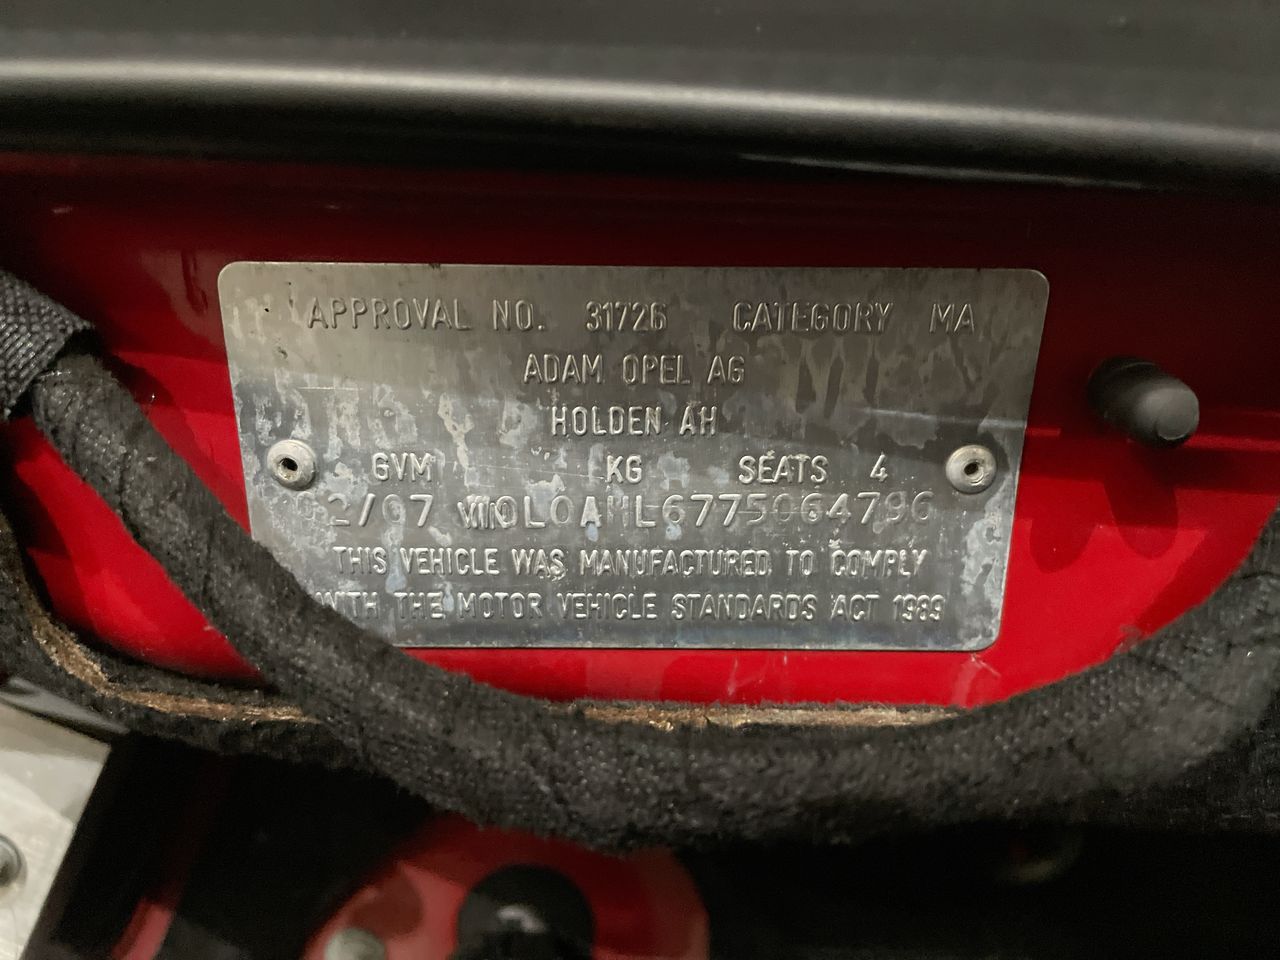 APPROVAL NO. 31726 CATEGORY MA
ADAM OPEL AG
HOLDEN AH
GVM KG SEATS 4
02/07 VIN W0L0AHL6775064796
THIS VEHICLE WAS MANUFACTURED TO COMPLY
WITH THE MOTOR VEHICLE STANDARDS ACT 1989